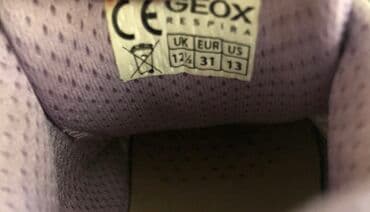 CE GEOX
RESPIRA
UK EUR US
12½ 31 13